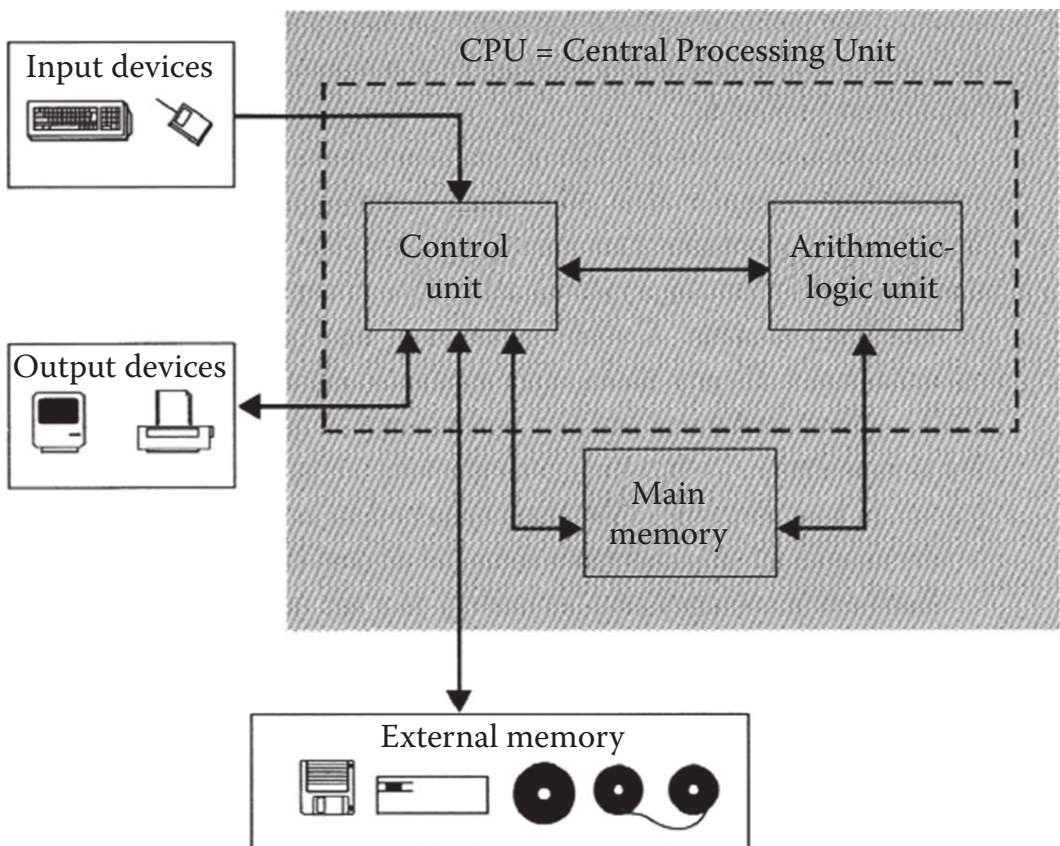 Input devices
CPU = Central Processing Unit
Control
unit
Arithmetic-
logic unit
Output devices
Main
memory
External memory